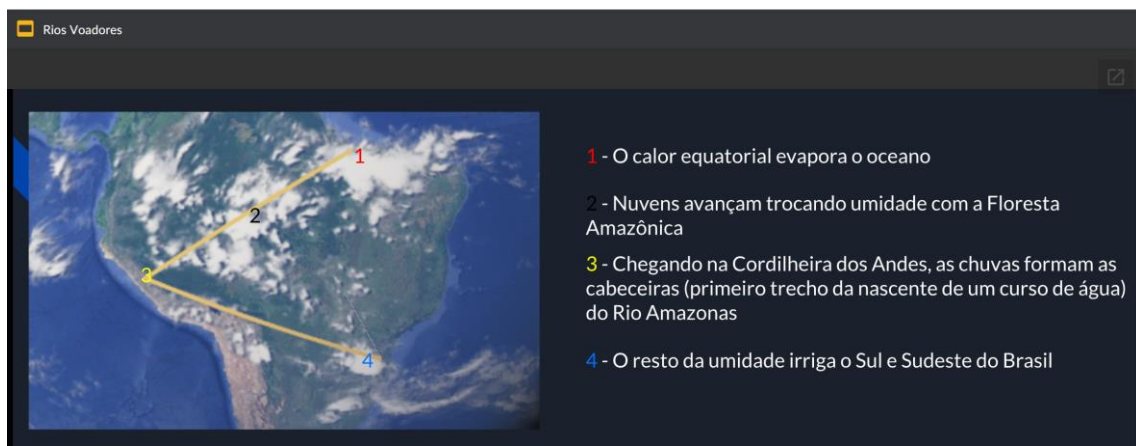 Rios Voadores
1
2
3
4
1 - O calor equatorial evapora o oceano
2 - Nuvens avançam trocando umidade com a Floresta
Amazônica
3 - Chegando na Cordilheira dos Andes, as chuvas formam as
cabeceiras (primeiro trecho da nascente de um curso de água)
do Rio Amazonas
4 - O resto da umidade irriga o Sul e Sudeste do Brasil